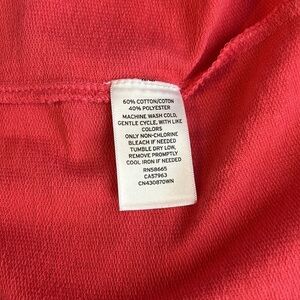 60% COTTON/COTON
40% POLYESTER
MACHINE WASH COLD,
GENTLE CYCLE, WITH LIKE
COLORS
ONLY NON-CHLORINE
BLEACH IF NEEDED
TUMBLE DRY LOW,
REMOVE PROMPTLY
COOL IRON IF NEEDED
RN58665
CA57963
CN430870WN